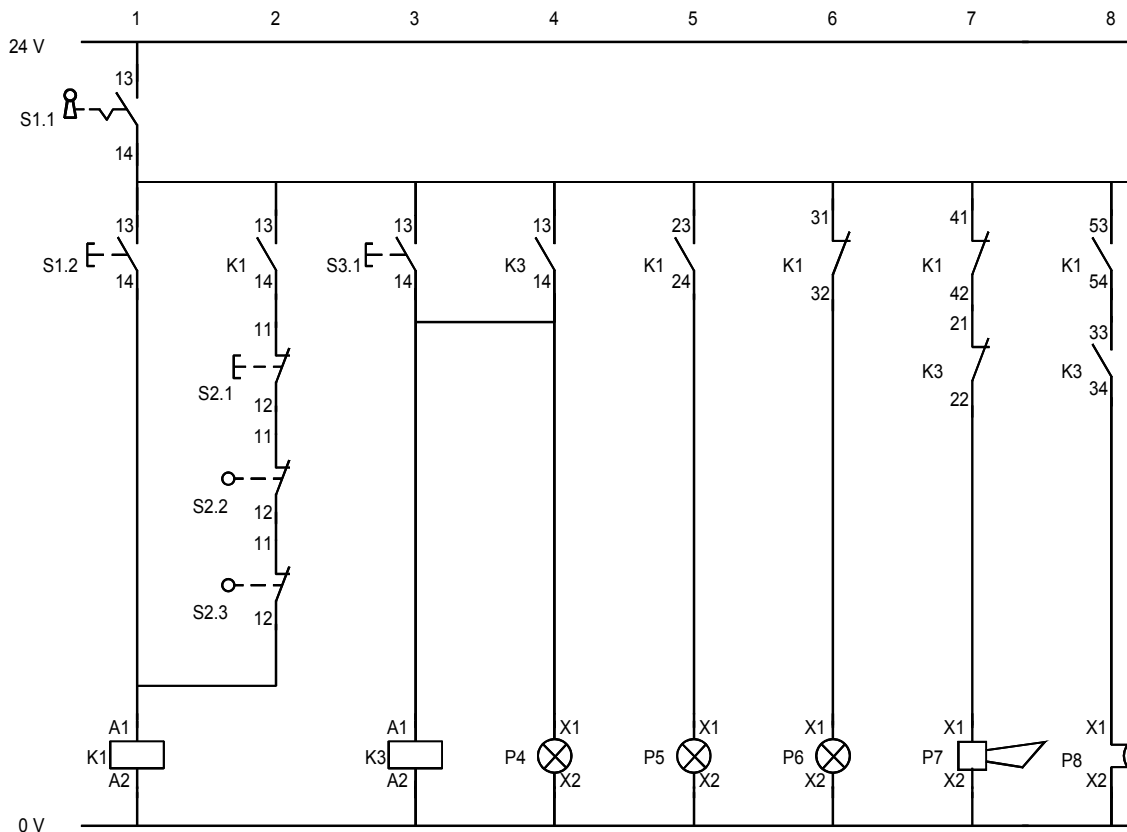 1 2 3 4 5 6 7 8
24 V
13
S1.1
14
13 13 13 13 23 31 41 53
S1.2 K1 S3.1 K3 K1 K1 K1 K1
14 14 14 14 24 32 42 54
11 21 33
S2.1 K3 K3
12 22 34
11
S2.2
12
11
S2.3
12
A1 A1 X1 X1 X1 X1 X1
K1 K3 P4 P5 P6 P7 P8
A2 A2 X2 X2 X2 X2 X2
0 V